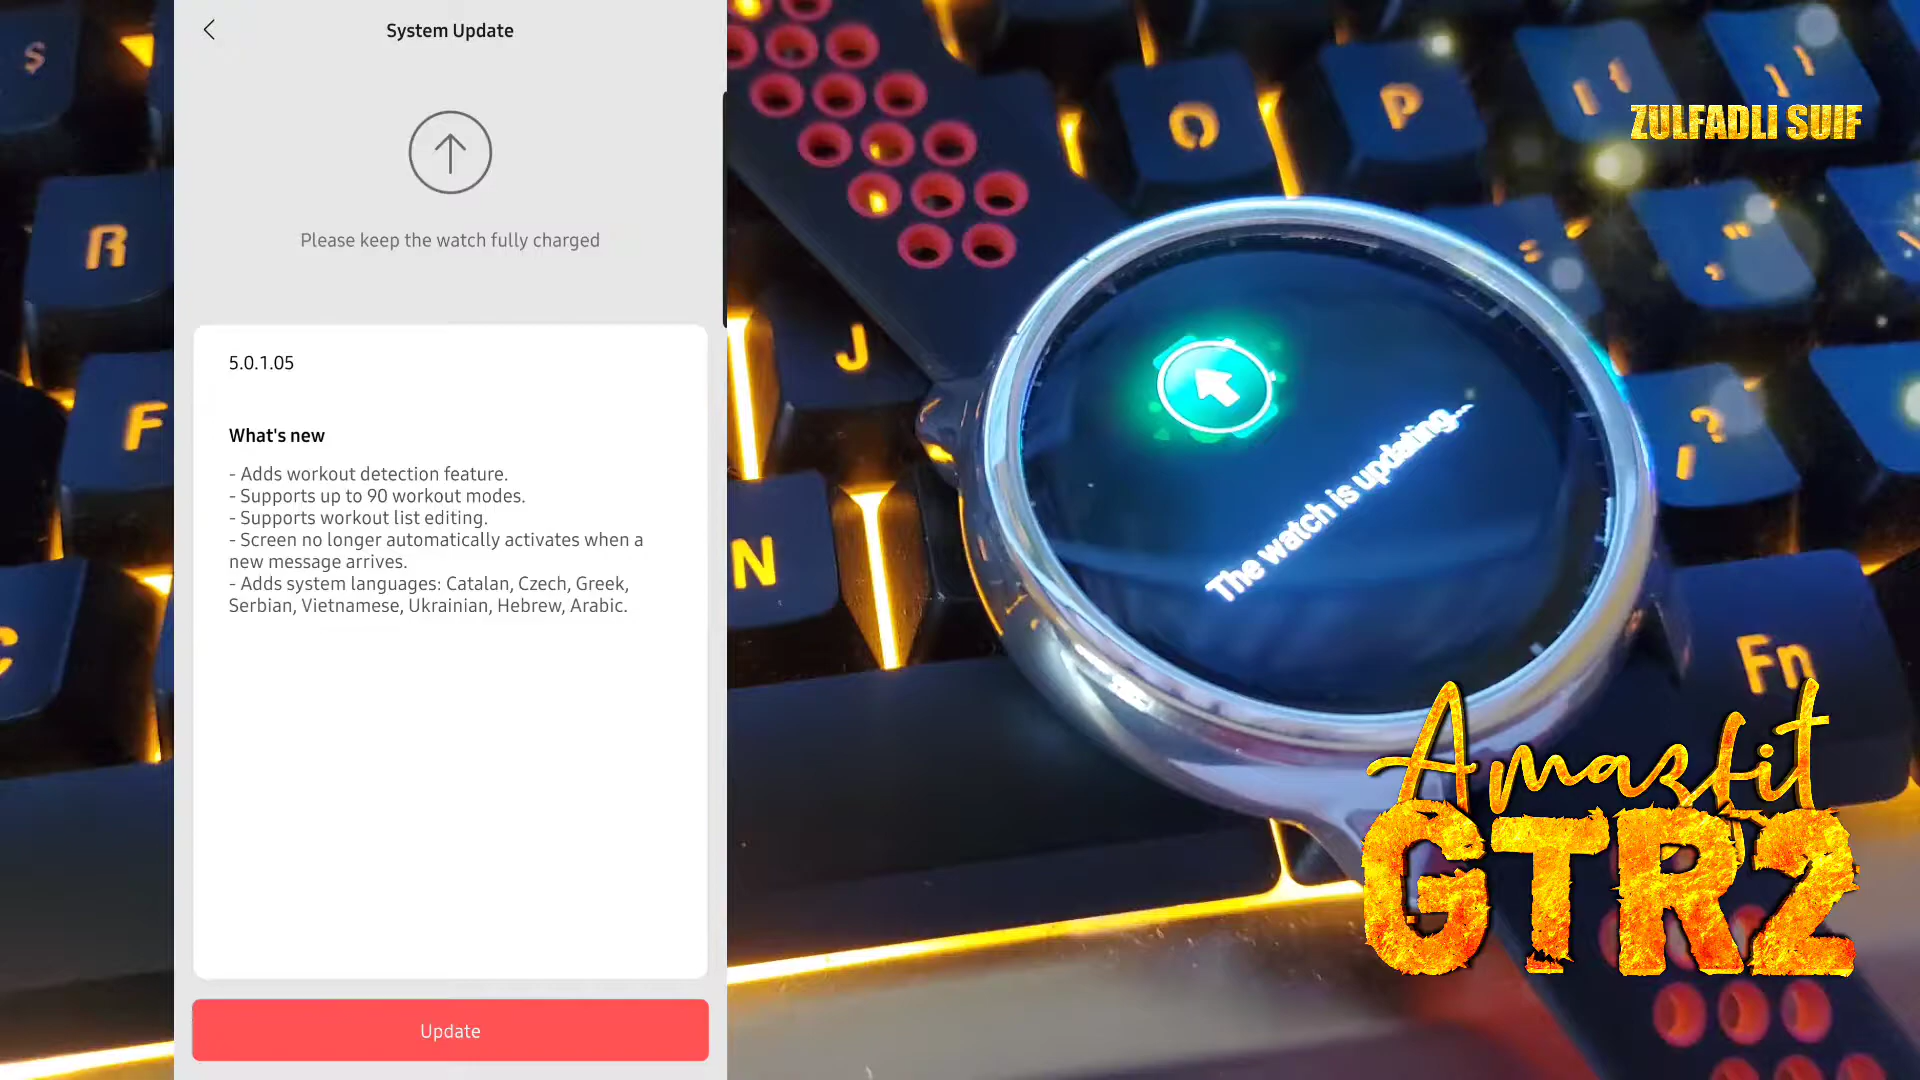 System Update
Please keep the watch fully charged
5.0.1.05
What's new
- Adds workout detection feature.
- Supports up to 90 workout modes.
- Supports workout list editing.
- Screen no longer automatically activates when a
new message arrives.
- Adds system languages: Catalan, Czech, Greek,
Serbian, Vietnamese, Ukrainian, Hebrew, Arabic.
Update
$
R
F
C
O
P
[ {
] }
J
N
: ;
" '
? /
Fn
ZULFADLI SUIF
The watch is updating...
Amazfit
GTR2